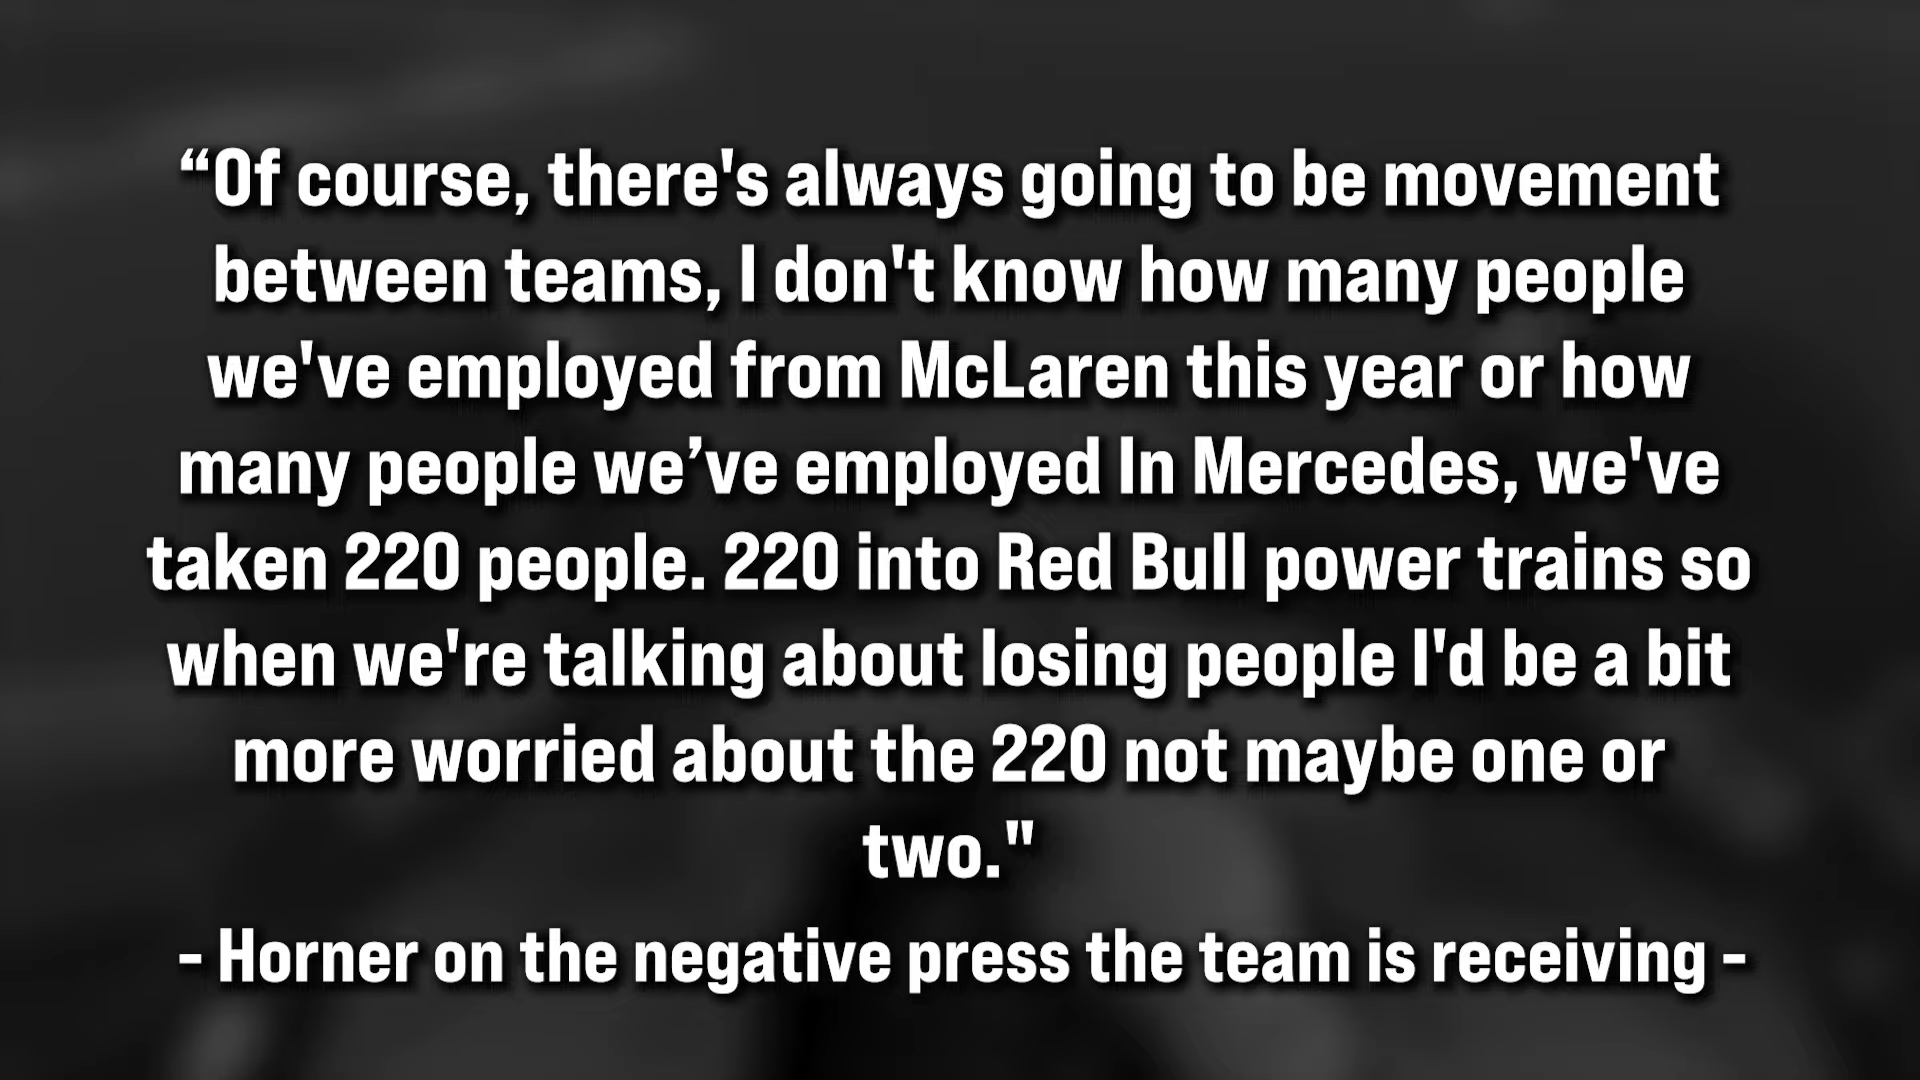 “Of course, there's always going to be movement
between teams, I don't know how many people
we've employed from McLaren this year or how
many people we’ve employed In Mercedes, we've
taken 220 people. 220 into Red Bull power trains so
when we're talking about losing people I'd be a bit
more worried about the 220 not maybe one or
two."
- Horner on the negative press the team is receiving -